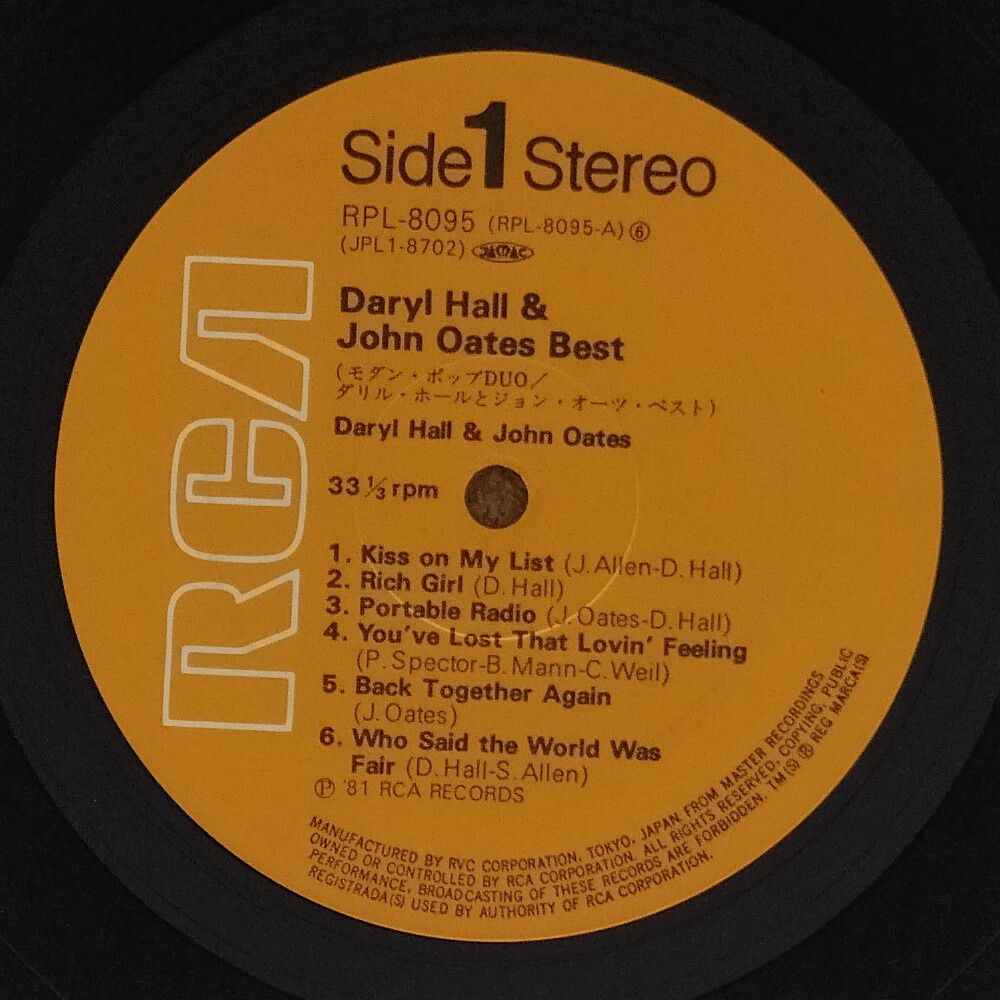 Side 1 Stereo
RPL-8095 (RPL-8095-A) ⑥
(JPL1-8702) JASRAC
Daryl Hall &
John Oates Best
(モダン・ポップDUO/
ダリル・ホールとジョン・オーツ・ベスト)
Daryl Hall & John Oates
33 1/3 rpm
RCA
1. Kiss on My List (J. Allen-D. Hall)
2. Rich Girl (D. Hall)
3. Portable Radio (J. Oates-D. Hall)
4. You've Lost That Lovin' Feeling
(P. Spector-B. Mann-C. Weil)
5. Back Together Again
(J. Oates)
6. Who Said the World Was
Fair (D. Hall-S. Allen)
℗ '81 RCA RECORDS
MANUFACTURED BY RVC CORPORATION, TOKYO, JAPAN FROM MASTER RECORDINGS
OWNED OR CONTROLLED BY RCA CORPORATION. ALL RIGHTS RESERVED, COPYING, PUBLIC
PERFORMANCE, BROADCASTING OF THESE RECORDS ARE FORBIDDEN. TM(S) ® REG MARCA(S)
REGISTRADA(S) USED BY AUTHORITY OF RCA CORPORATION.